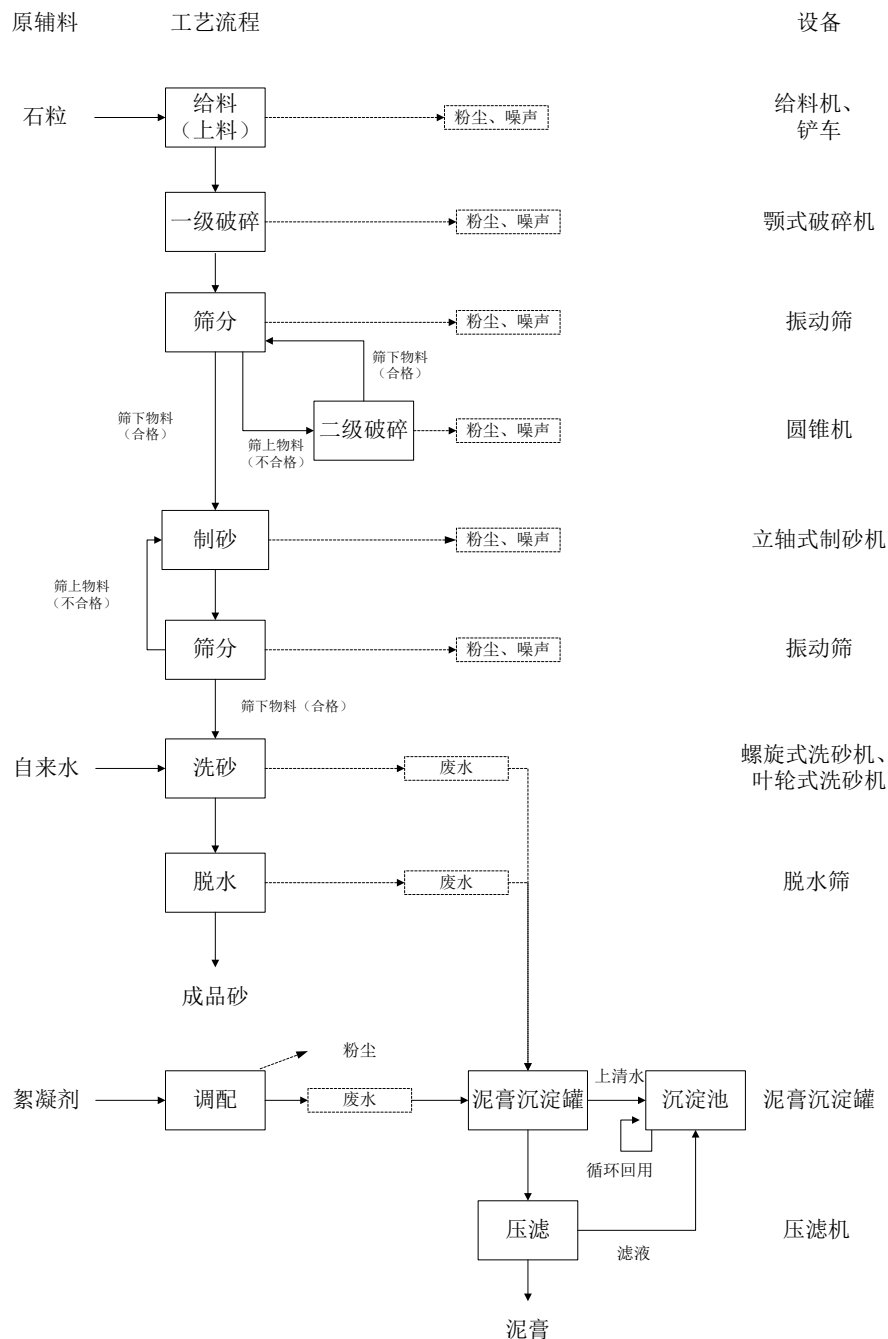 原辅料
工艺流程
设备
石粒
给料
（上料）
粉尘、噪声
给料机、
铲车
一级破碎
粉尘、噪声
颚式破碎机
筛分
粉尘、噪声
振动筛
筛下物料
（合格）
筛下物料
（合格）
二级破碎
粉尘、噪声
圆锥机
筛上物料
（不合格）
制砂
粉尘、噪声
立轴式制砂机
筛上物料
（不合格）
筛分
粉尘、噪声
振动筛
筛下物料（合格）
自来水
洗砂
废水
螺旋式洗砂机、
叶轮式洗砂机
脱水
废水
脱水筛
成品砂
粉尘
絮凝剂
调配
废水
泥膏沉淀罐
上清水
沉淀池
泥膏沉淀罐
循环回用
压滤
滤液
压滤机
泥膏